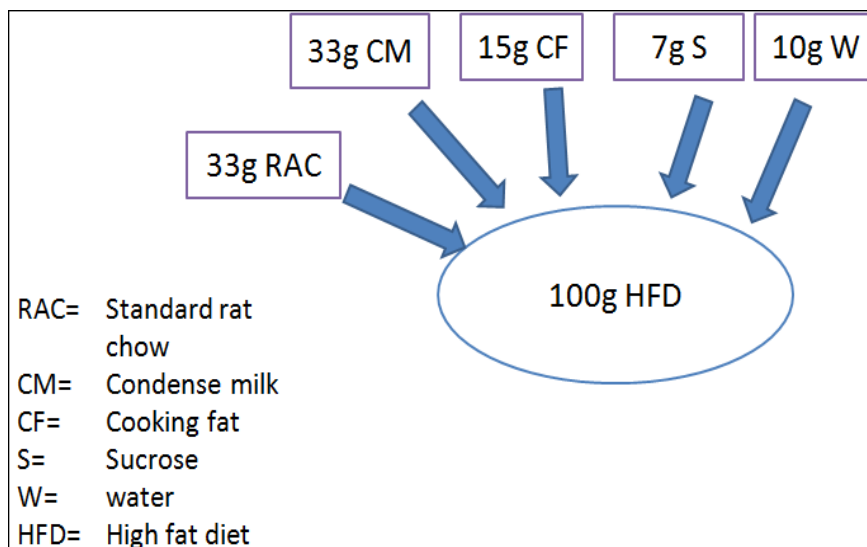 33g CM
15g CF
7g S
10g W
33g RAC
100g HFD
RAC= Standard rat
chow
CM= Condense milk
CF= Cooking fat
S= Sucrose
W= water
HFD= High fat diet